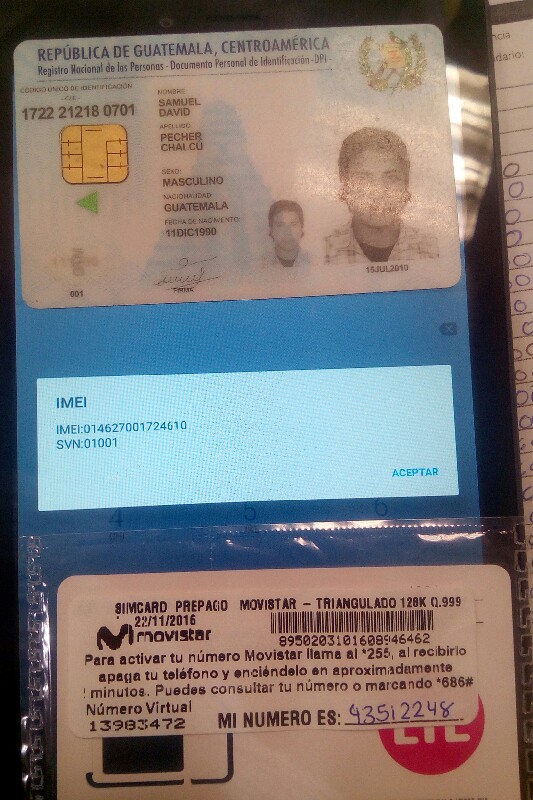 REPÚBLICA DE GUATEMALA, CENTROAMÉRICA
Registro Nacional de las Personas - Documento Personal de Identificación - DPI
CÓDIGO ÚNICO DE IDENTIFICACIÓN
-CUI-
1722 21218 0701
NOMBRE:
SAMUEL
DAVID
APELLIDO:
PECHER
CHALCÚ
SEXO:
MASCULINO
NACIONALIDAD:
GUATEMALA
FECHA DE NACIMIENTO:
11DIC1990
FIRMA
001
15JUL2010
IMEI
IMEI:014627001724610
SVN:01001
ACEPTAR
4
5
6
SIMCARD PREPAGO MOVISTAR - TRIANGULADO 128K Q.999
22/11/2016
movistar
8950203101608946462
Para activar tu número Movistar llama al *255, al recibirlo
apaga tu teléfono y enciéndelo en aproximadamente
minutos. Puedes consultar tu número o marcando *686#
Número Virtual
13983472
MI NUMERO ES: 43512248
LTE